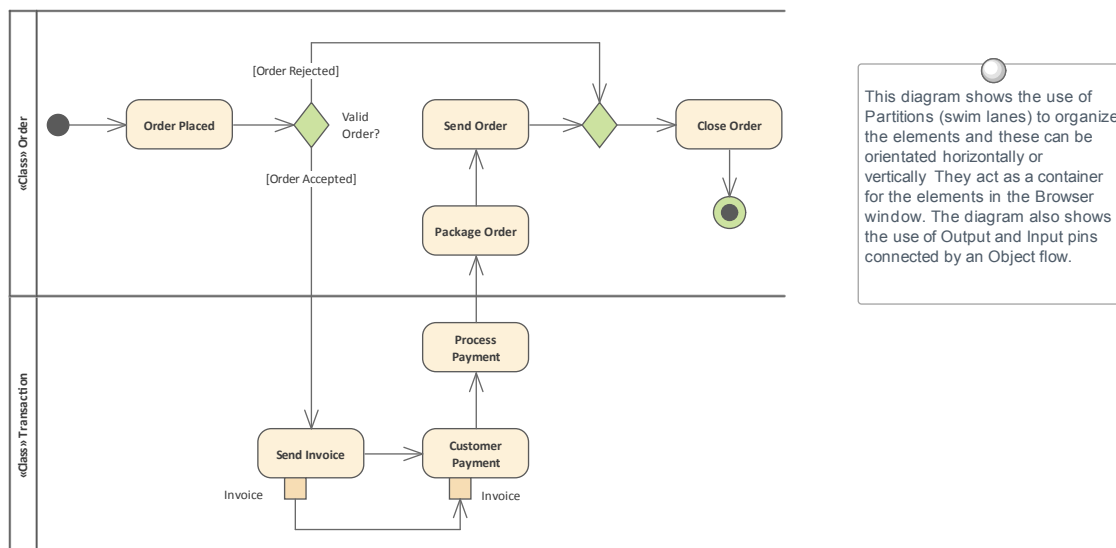 «Class» Order
Order Placed
[Order Rejected]
Valid
Order?
[Order Accepted]
Send Order
Close Order
Package Order
«Class» Transaction
Process
Payment
Send Invoice
Customer
Payment
Invoice
Invoice
This diagram shows the use of
Partitions (swim lanes) to organize
the elements and these can be
orientated horizontally or
vertically They act as a container
for the elements in the Browser
window. The diagram also shows
the use of Output and Input pins
connected by an Object flow.